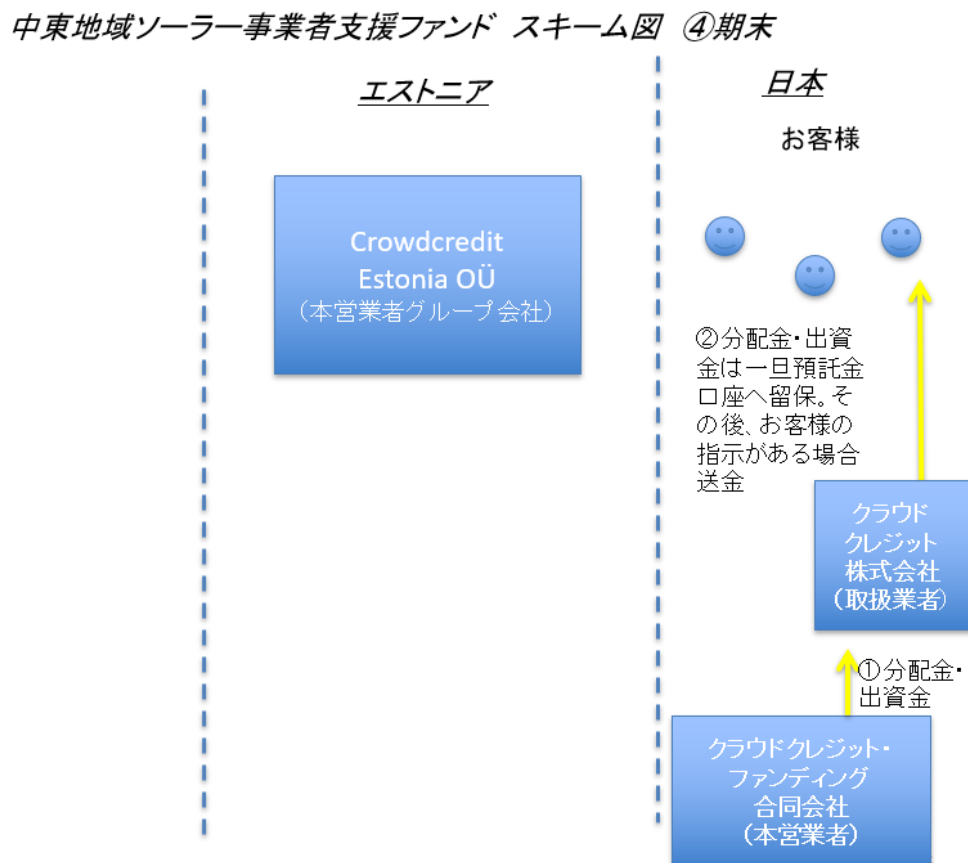 中東地域ソーラー事業者支援ファンド スキーム図 ④期末
エストニア
日本
お客様
Crowdcredit
Estonia OÜ
（本営業者グループ会社）
②分配金・出資
金は一旦預託金
口座へ留保。そ
の後、お客様の
指示がある場合
送金
クラウド
クレジット
株式会社
（取扱業者）
①分配金・
出資金
クラウドクレジット・
ファンディング
合同会社
（本営業者）